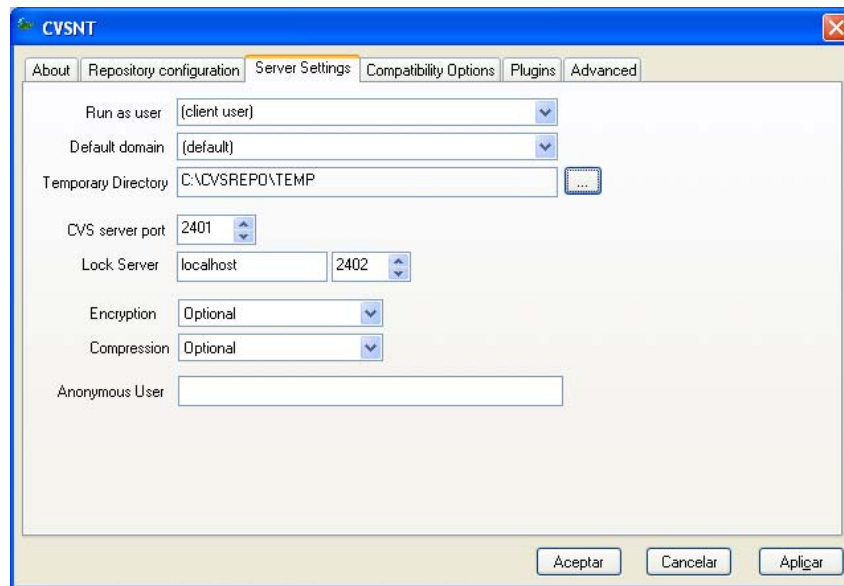 CVSNT
About Repository configuration Server Settings Compatibility Options Plugins Advanced
Run as user (client user)
Default domain (default)
Temporary Directory C:\CVSREPO\TEMP ...
CVS server port 2401
Lock Server localhost 2402
Encryption Optional
Compression Optional
Anonymous User
Aceptar Cancelar Aplicar